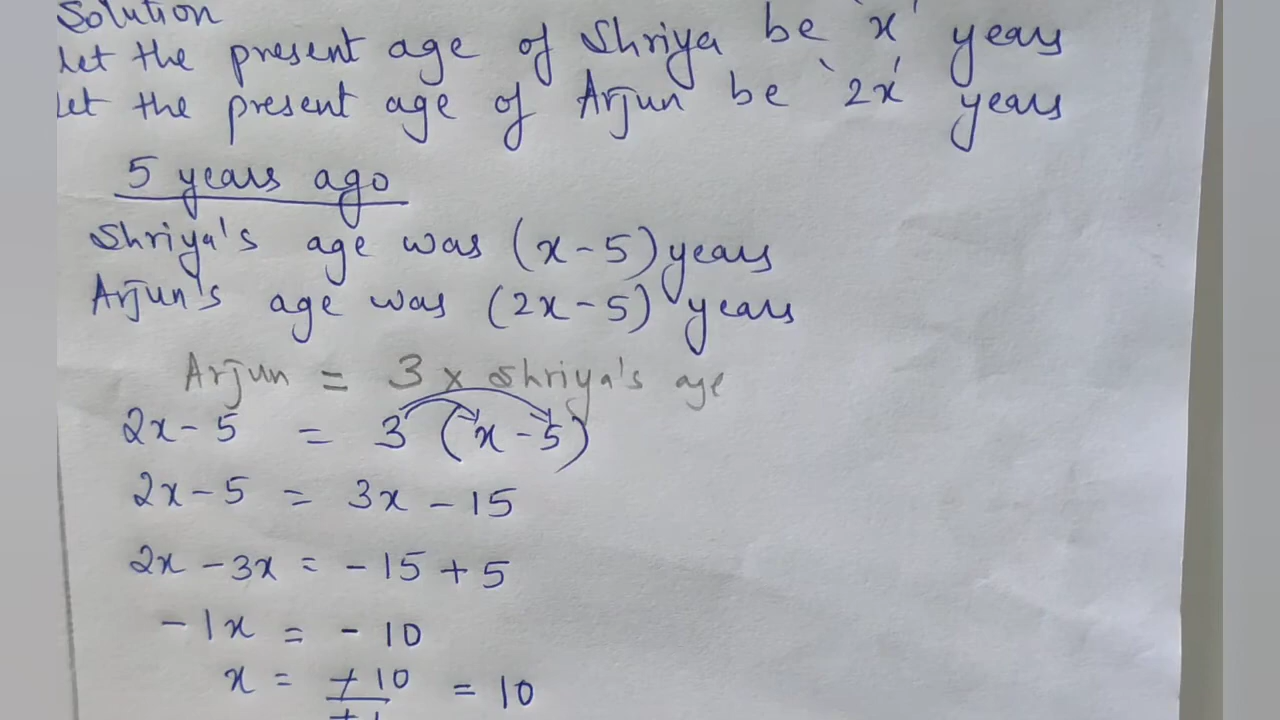 Solution
Let the present age of Shriya be 'x' years
Let the present age of Arjun be '2x' years
5 years ago
Shriya's age was (x-5) years
Arjun's age was (2x-5) years
Arjun = 3 x Shriya's age
2x-5 = 3 (x-5)
2x-5 = 3x - 15
2x - 3x = -15 + 5
-1x = -10
x = -10/-1 = 10